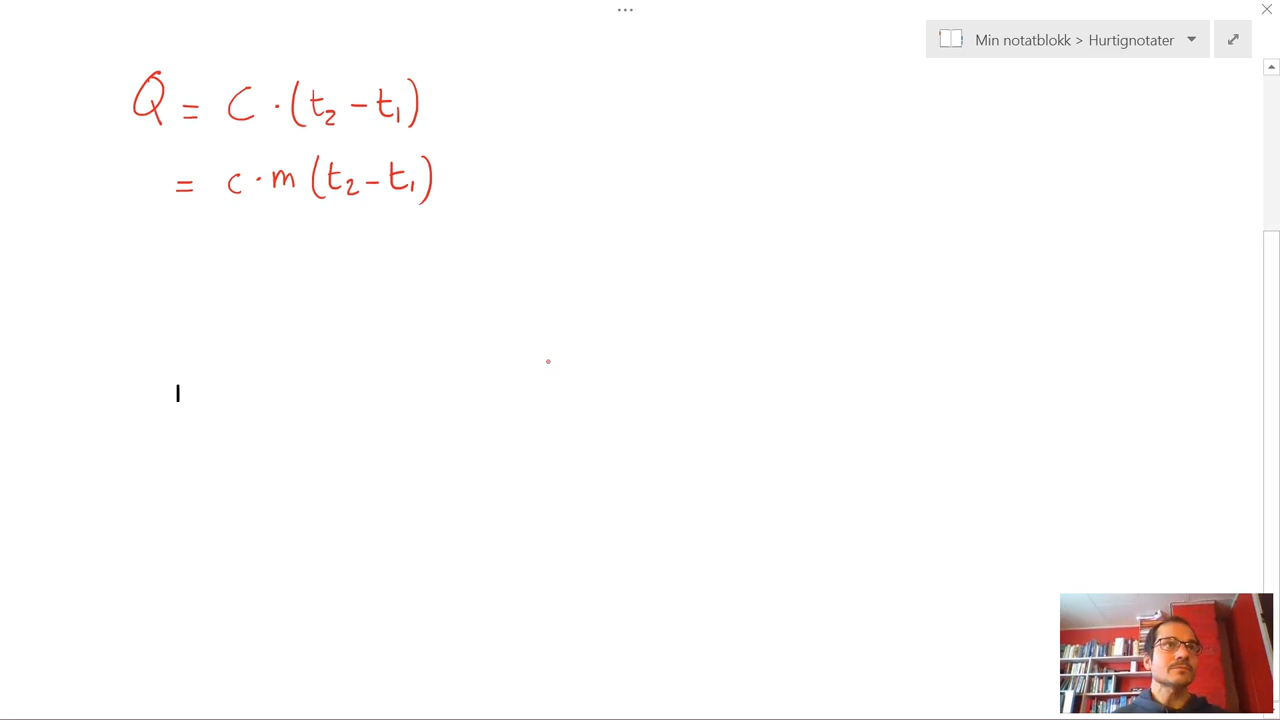 Min notatblokk > Hurtignotater
Q = C · (t₂ – t₁)
= c · m (t₂ – t₁)